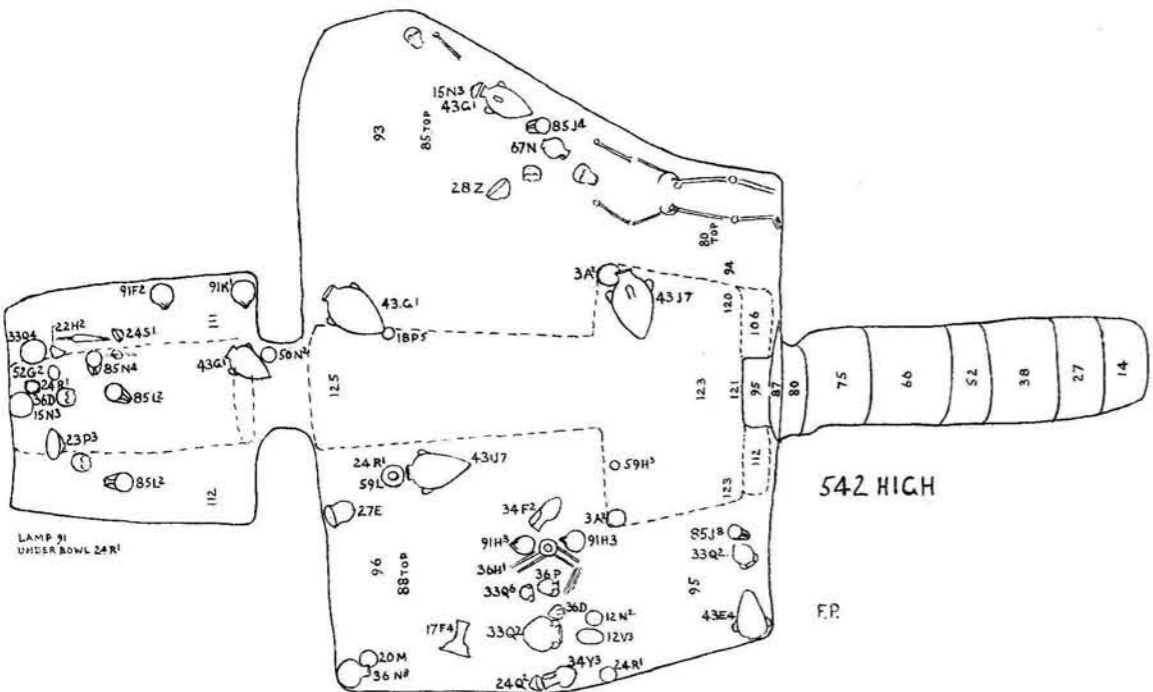 15N3
43G¹
85J4
67N
28Z
93
85 TOP
80 TOP
94
91F2
91K¹
111
22H²
24S¹
33O4
85N4
52G²
24R¹
36D
15N3
85L²
23P3
85L²
112
43G¹
50N²
43.G¹
18P5
125
3A²
43J7
120
106
123
121
95
87
80
75
66
52
38
27
14
112
123
542 HIGH
LAMP 91
UNDER BOWL 24R¹
24R¹
59L
43J7
59H³
27E
34F²
3A²
91H³
91H3
36H¹
36P
33Q⁶
85J⁸
33Q²
95
96
88 TOP
36D
12N²
33Q²
12V3
17F4
43E4
F.P.
20M
36N⁸
34Y3
24R¹
24Q²